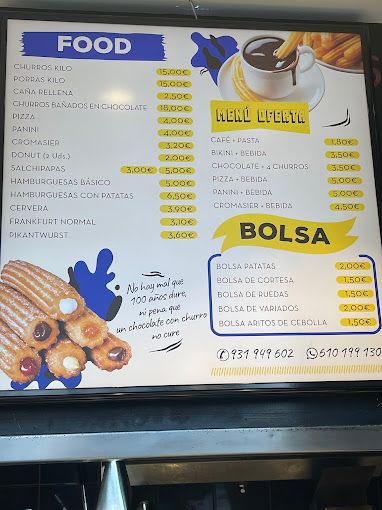 FOOD
CHURROS KILO 15,00€
PORRAS KILO 15,00€
CAÑA RELLENA 2,50€
CHURROS BAÑADOS EN CHOCOLATE 18,00€
PIZZA 4,00€
PANINI 4,00€
CROMASIER 3,20€
DONUT (2 Uds.) 2,00€
SALCHIPAPAS 3,00€ 5,00€
HAMBURGUESAS BÁSICO 5,00€
HAMBURGUESAS CON PATATAS 6,50€
CERVERA 3,90€
FRANKFURT NORMAL 3,10€
PIKANTWURST 3,60€
No hay mal que
100 años dure,
ni pena que
un chocolate con churro
no cure
MENÚ OFERTA
CAFÉ + PASTA 1,80€
BIKINI + BEBIDA 3,50€
CHOCOLATE + 4 CHURROS 3,50€
PIZZA + BEBIDA 5,00€
PANINI + BEBIDA 5,00€
CROMASIER + BEBIDA 4,50€
BOLSA
BOLSA PATATAS 2,00€
BOLSA DE CORTESA 1,50€
BOLSA DE RUEDAS 1,50€
BOLSA DE VARIADOS 2,00€
BOLSA ARITOS DE CEBOLLA 1,50€
931 949 602 610 199 130